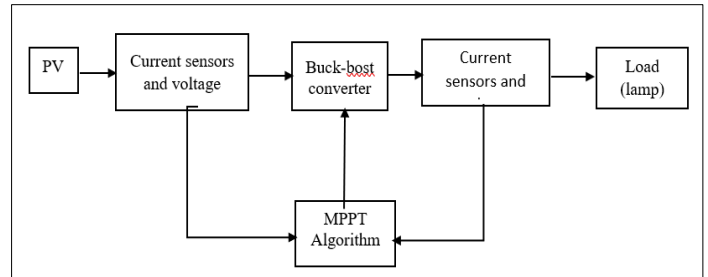 PV
Current sensors
and voltage
Buck-bost
converter
Current
sensors and
Load
(lamp)
MPPT
Algorithm